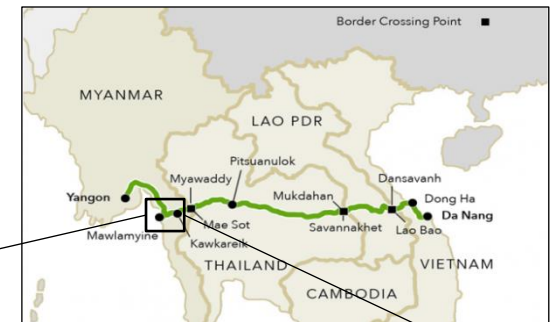 Border Crossing Point
MYANMAR
LAO PDR
Pitsuanulok
Myawaddy
Dansavanh
Mukdahan
Yangon
Dong Ha
Da Nang
Mae Sot
Savannakhet
Lao Bao
Mawlamyine
Kawkareik
THAILAND
VIETNAM
CAMBODIA